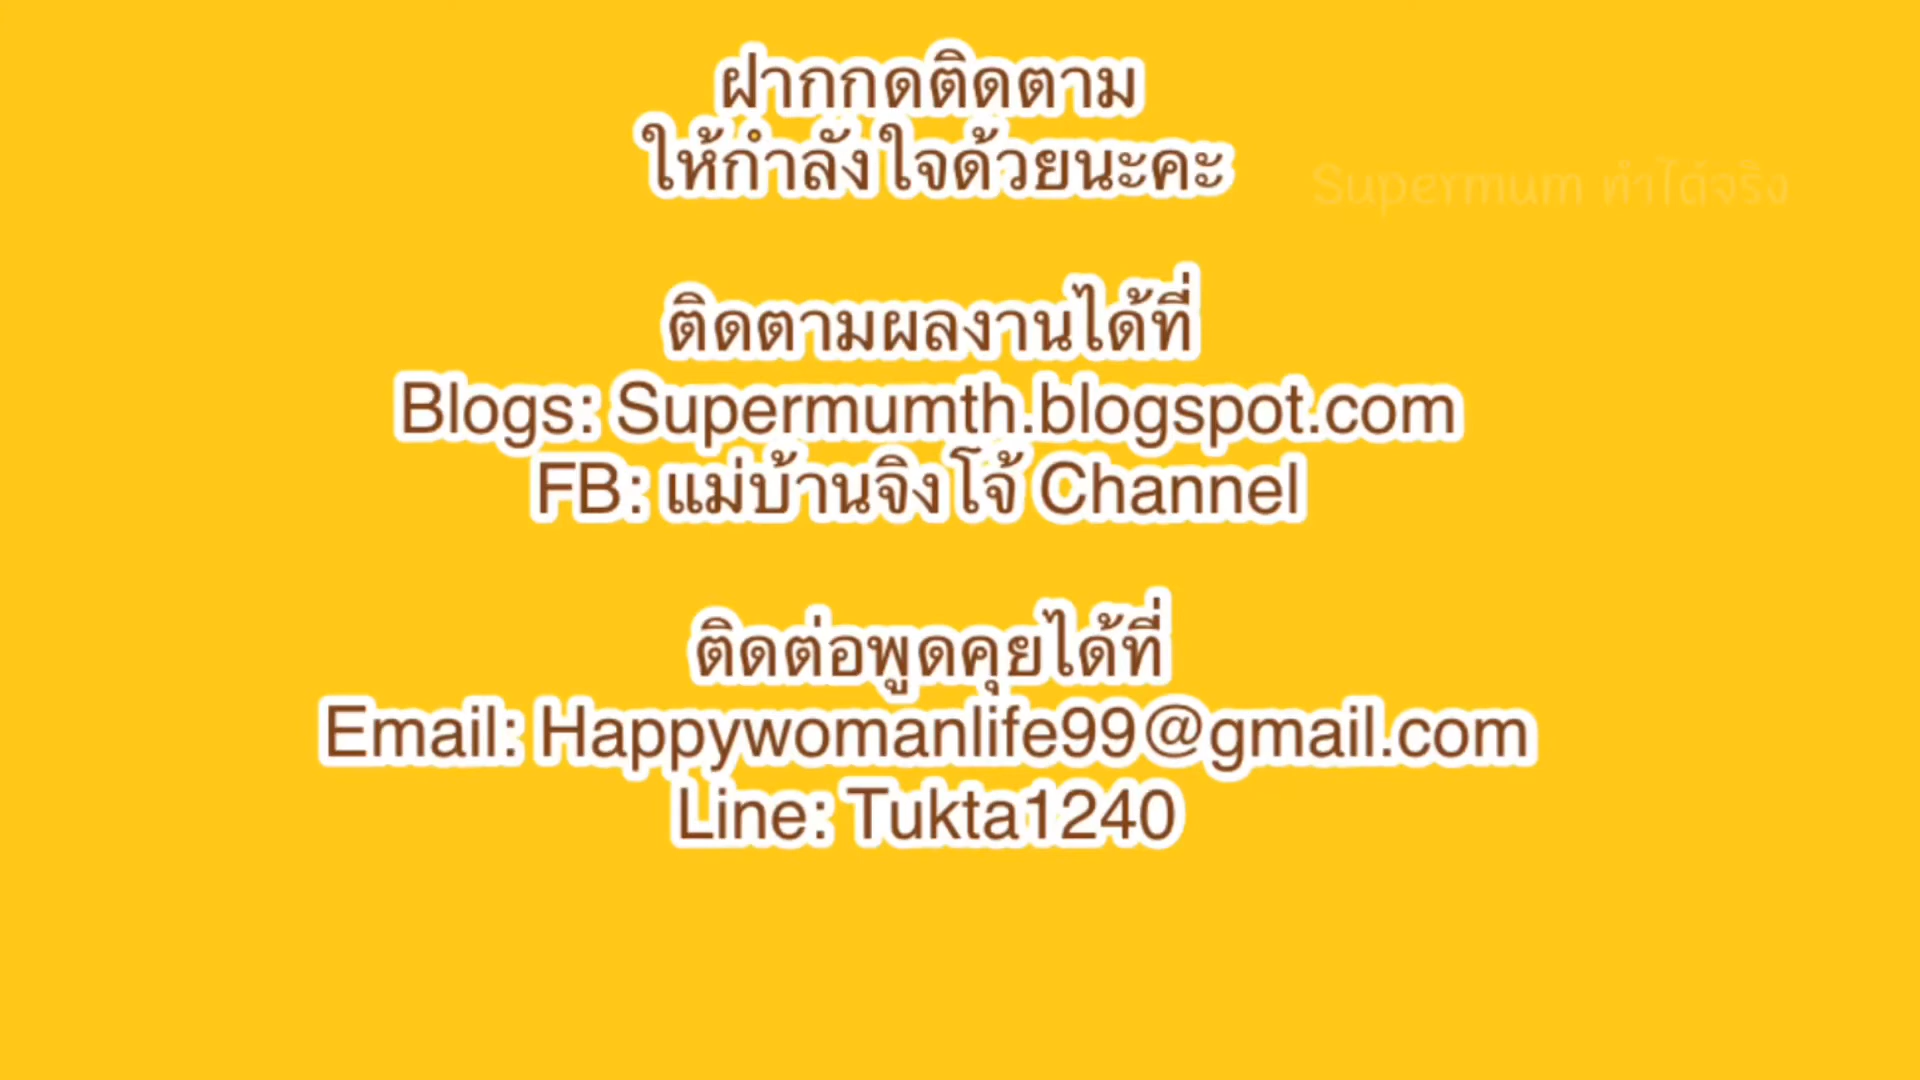 ฝากกดติดตาม
ให้กำลังใจด้วยนะคะ
Supermum ทำได้จริง
ติดตามผลงานได้ที่
Blogs: Supermumth.blogspot.com
FB: แม่บ้านจิงโจ้ Channel
ติดต่อพูดคุยได้ที่
Email: Happywomanlife99@gmail.com
Line: Tukta1240